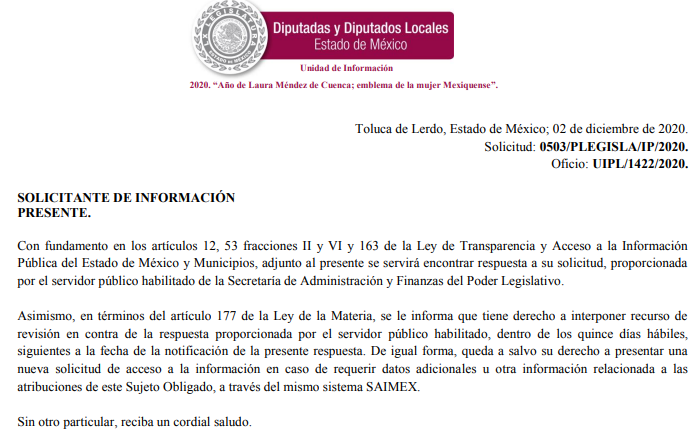 Diputadas y Diputados Locales
Estado de México
Unidad de Información
2020. “Año de Laura Méndez de Cuenca; emblema de la mujer Mexiquense”.
Toluca de Lerdo, Estado de México; 02 de diciembre de 2020.
Solicitud: 0503/PLEGISLA/IP/2020.
Oficio: UIPL/1422/2020.
SOLICITANTE DE INFORMACIÓN
PRESENTE.
Con fundamento en los artículos 12, 53 fracciones II y VI y 163 de la Ley de Transparencia y Acceso a la Información
Pública del Estado de México y Municipios, adjunto al presente se servirá encontrar respuesta a su solicitud, proporcionada
por el servidor público habilitado de la Secretaría de Administración y Finanzas del Poder Legislativo.
Asimismo, en términos del artículo 177 de la Ley de la Materia, se le informa que tiene derecho a interponer recurso de
revisión en contra de la respuesta proporcionada por el servidor público habilitado, dentro de los quince días hábiles,
siguientes a la fecha de la notificación de la presente respuesta. De igual forma, queda a salvo su derecho a presentar una
nueva solicitud de acceso a la información en caso de requerir datos adicionales u otra información relacionada a las
atribuciones de este Sujeto Obligado, a través del mismo sistema SAIMEX.
Sin otro particular, reciba un cordial saludo.